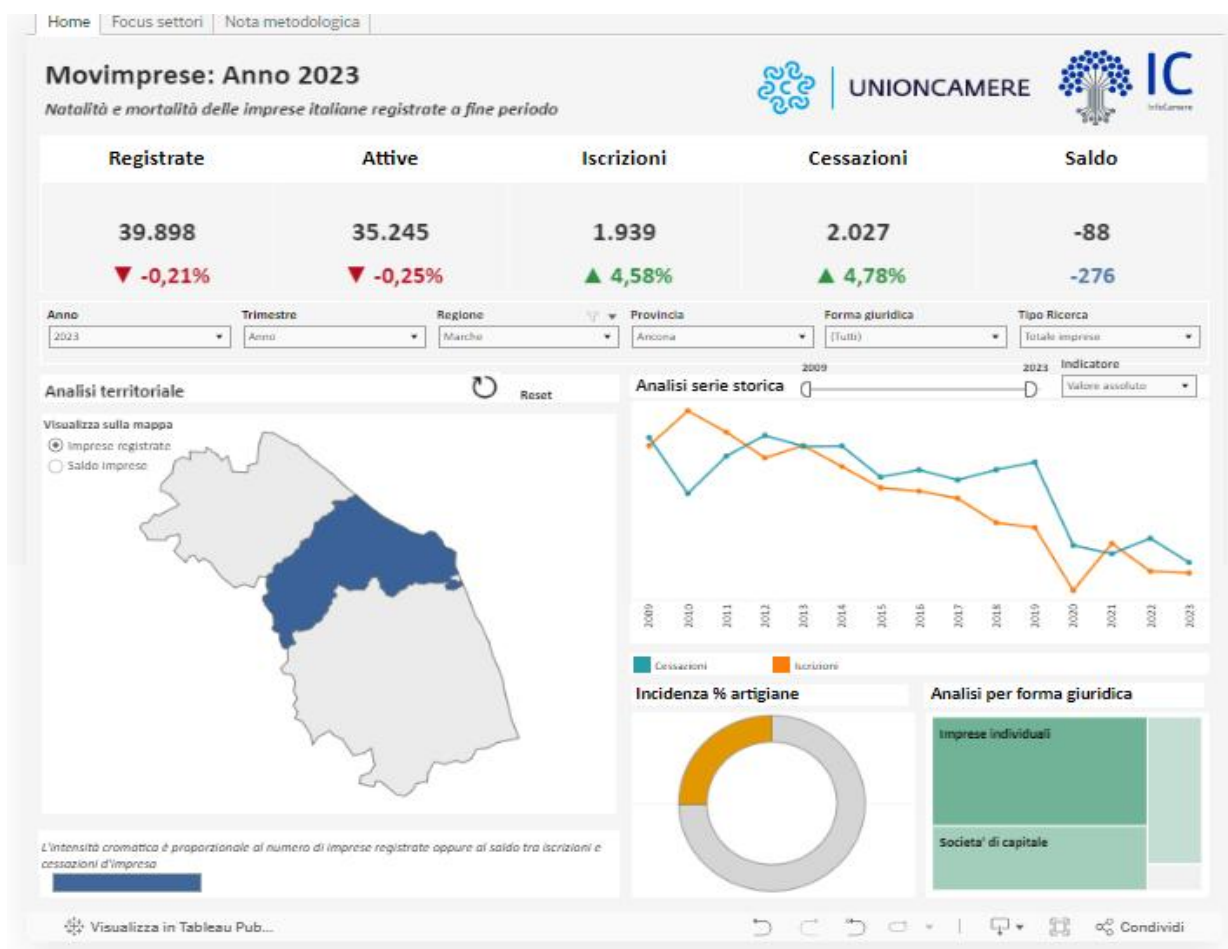 Home Focus settori Nota metodologica
Movimprese: Anno 2023
Natalità e mortalità delle imprese italiane registrate a fine periodo
UNIONCAMERE
IC
InfoCamere
Registrate Attive Iscrizioni Cessazioni Saldo
39.898 35.245 1.939 2.027 -88
▼ -0,21% ▼ -0,25% ▲ 4,58% ▲ 4,78% -276
Anno Trimestre Regione Provincia Forma giuridica Tipo Ricerca
2023 Anno Marche Ancona (Tutti) Totale imprese
Analisi territoriale Reset
Analisi serie storica 2009 2023 Indicatore
Valore assoluto
Visualizza sulla mappa
Imprese registrate
Saldo imprese
2009 2010 2011 2012 2013 2014 2015 2016 2017 2018 2019 2020 2021 2022 2023
Cessazioni Iscrizioni
Incidenza % artigiane Analisi per forma giuridica
Imprese individuali
Societa' di capitale
L'intensità cromatica è proporzionale al numero di imprese registrate oppure al saldo tra iscrizioni e
cessazioni d'impresa
Visualizza in Tableau Pub... Condividi